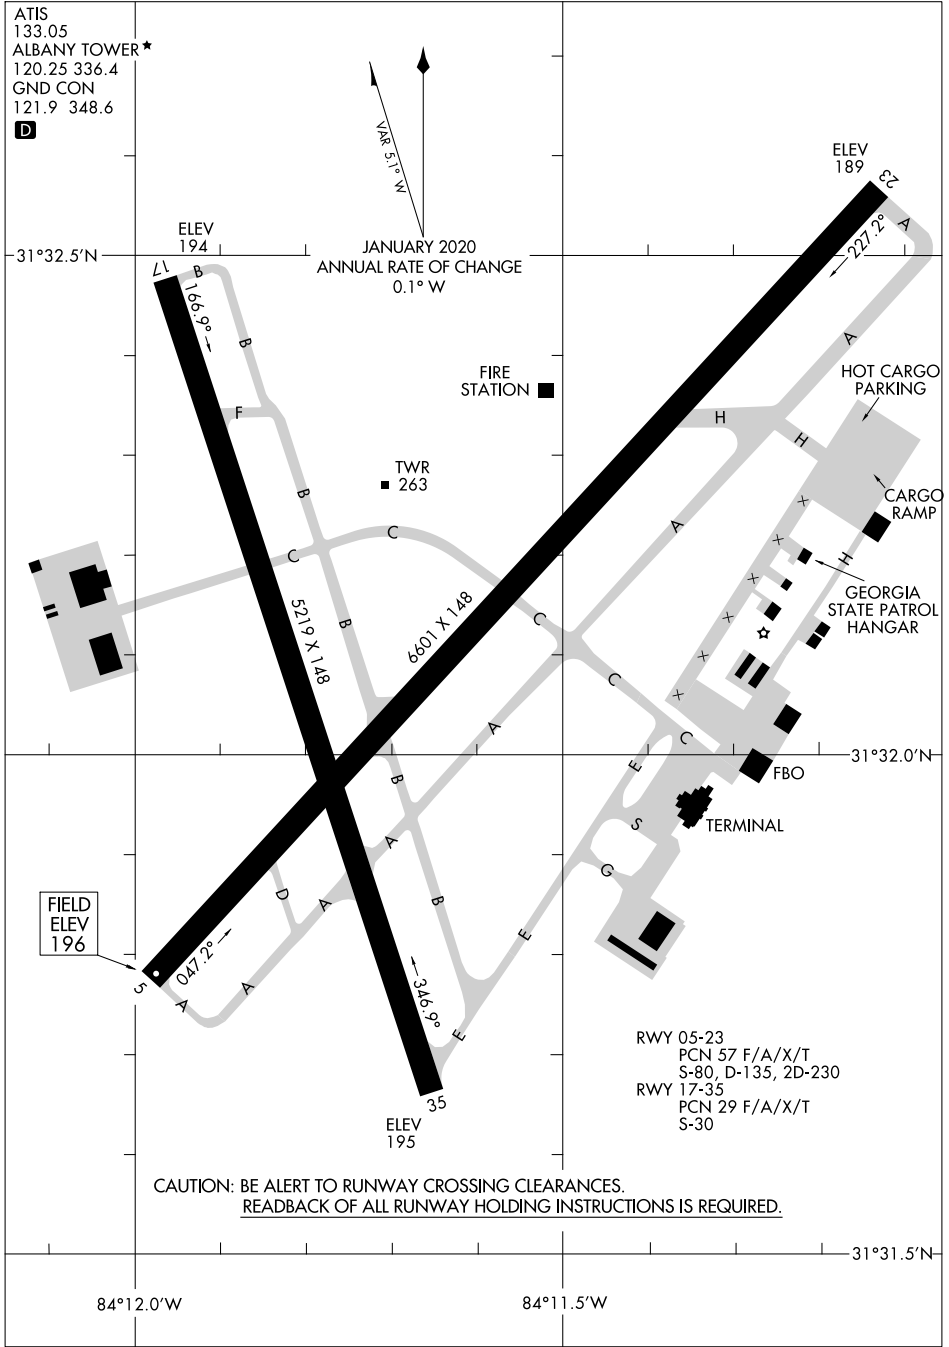 ATIS
133.05
ALBANY TOWER★
120.25 336.4
GND CON
121.9 348.6
D
VAR 5.1° W
JANUARY 2020
ANNUAL RATE OF CHANGE
0.1° W
ELEV
189
23
A
227.2°
ELEV
194
31°32.5'N
17
B
166.9°
B
A
FIRE
STATION
HOT CARGO
PARKING
F
H
H
TWR
263
B
X
CARGO
RAMP
A
C
C
X
H
X
GEORGIA
STATE PATROL
HANGAR
5219 X 148
6601 X 148
B
C
X
X
C
X
A
C
31°32.0'N
E
FBO
B
S
TERMINAL
A
G
D
A
B
FIELD
ELEV
196
E
047.2°
5
A
A
346.9°
E
35
ELEV
195
RWY 05-23
PCN 57 F/A/X/T
S-80, D-135, 2D-230
RWY 17-35
PCN 29 F/A/X/T
S-30
CAUTION: BE ALERT TO RUNWAY CROSSING CLEARANCES.
READBACK OF ALL RUNWAY HOLDING INSTRUCTIONS IS REQUIRED.
31°31.5'N
84°12.0'W
84°11.5'W